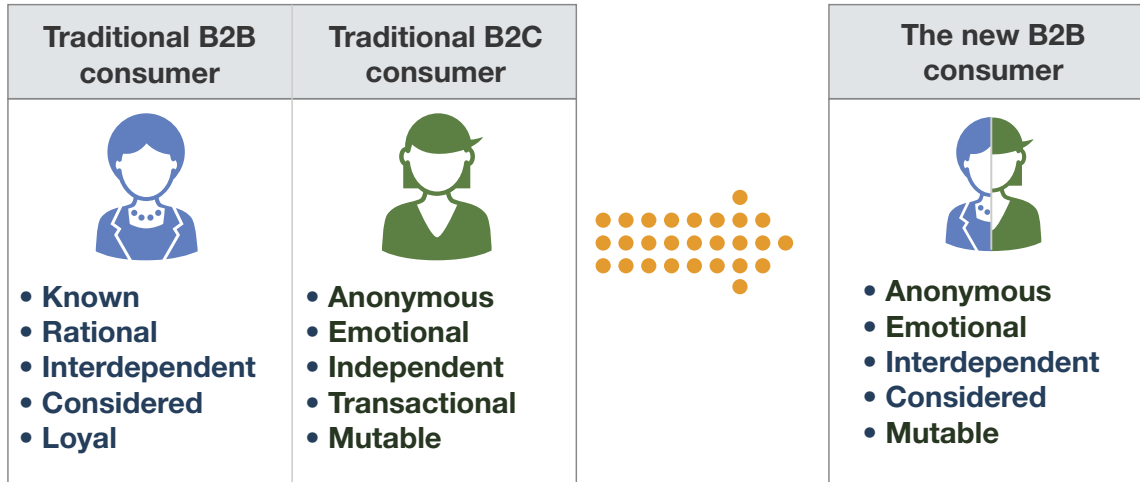 Traditional B2B
consumer
Traditional B2C
consumer
The new B2B
consumer
• Known
• Rational
• Interdependent
• Considered
• Loyal
• Anonymous
• Emotional
• Independent
• Transactional
• Mutable
• Anonymous
• Emotional
• Interdependent
• Considered
• Mutable